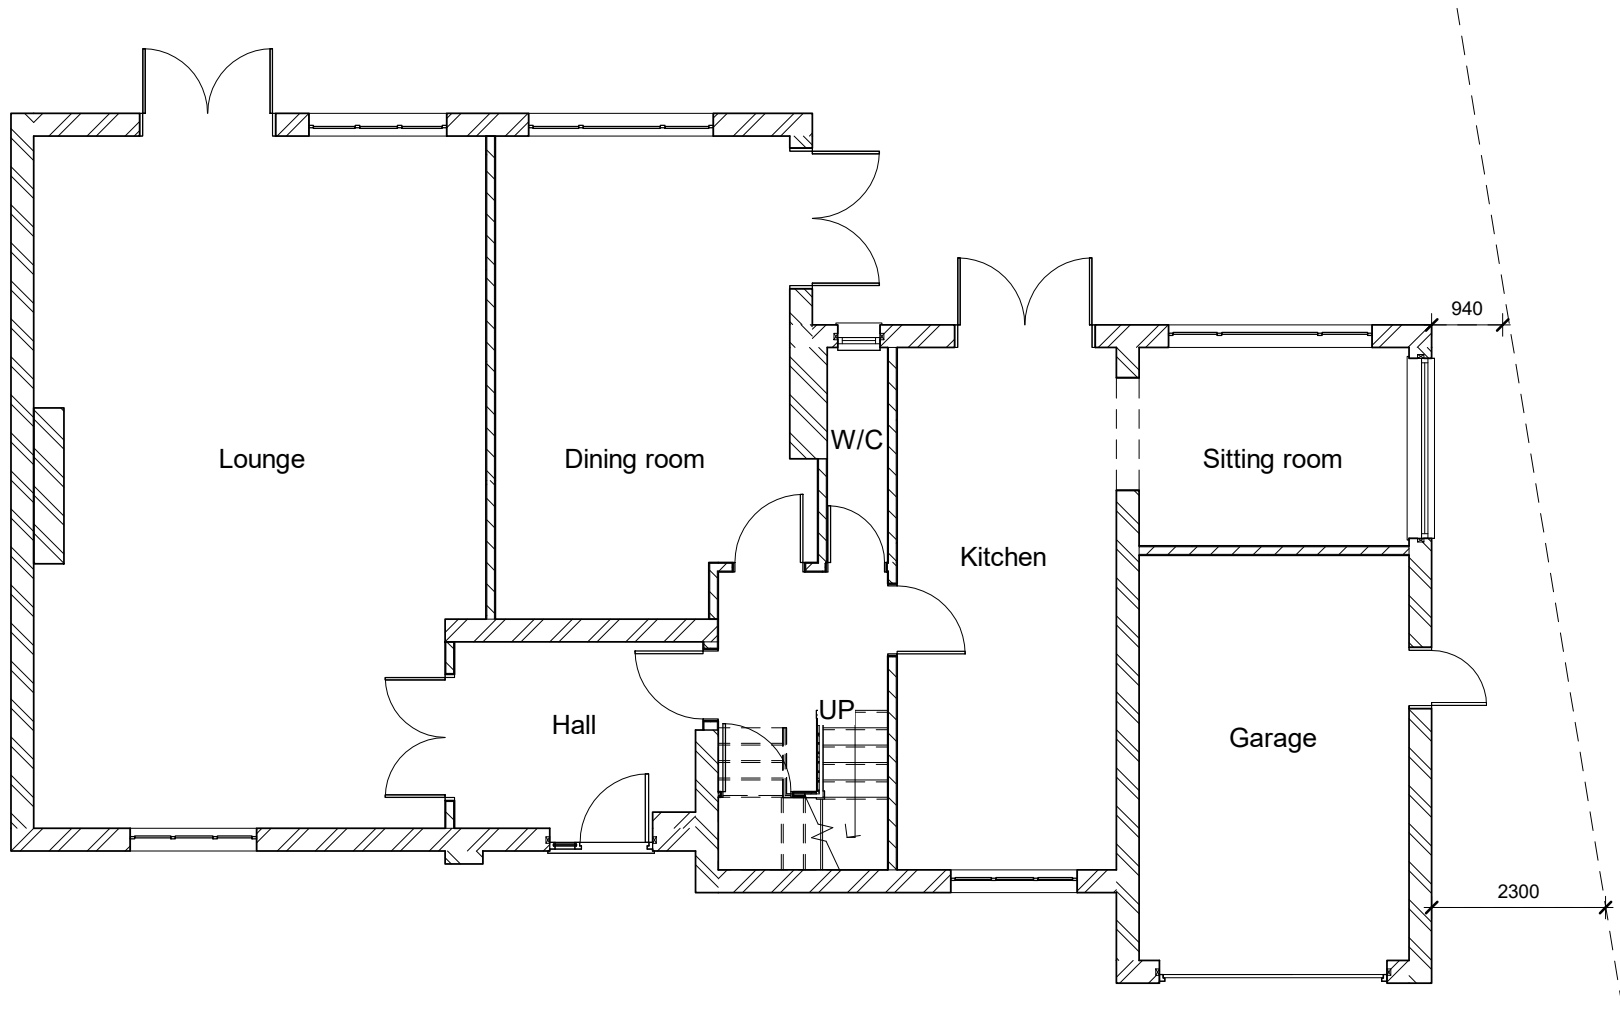 940
W/C
Lounge
Dining room
Sitting room
Kitchen
UP
Hall
Garage
2300